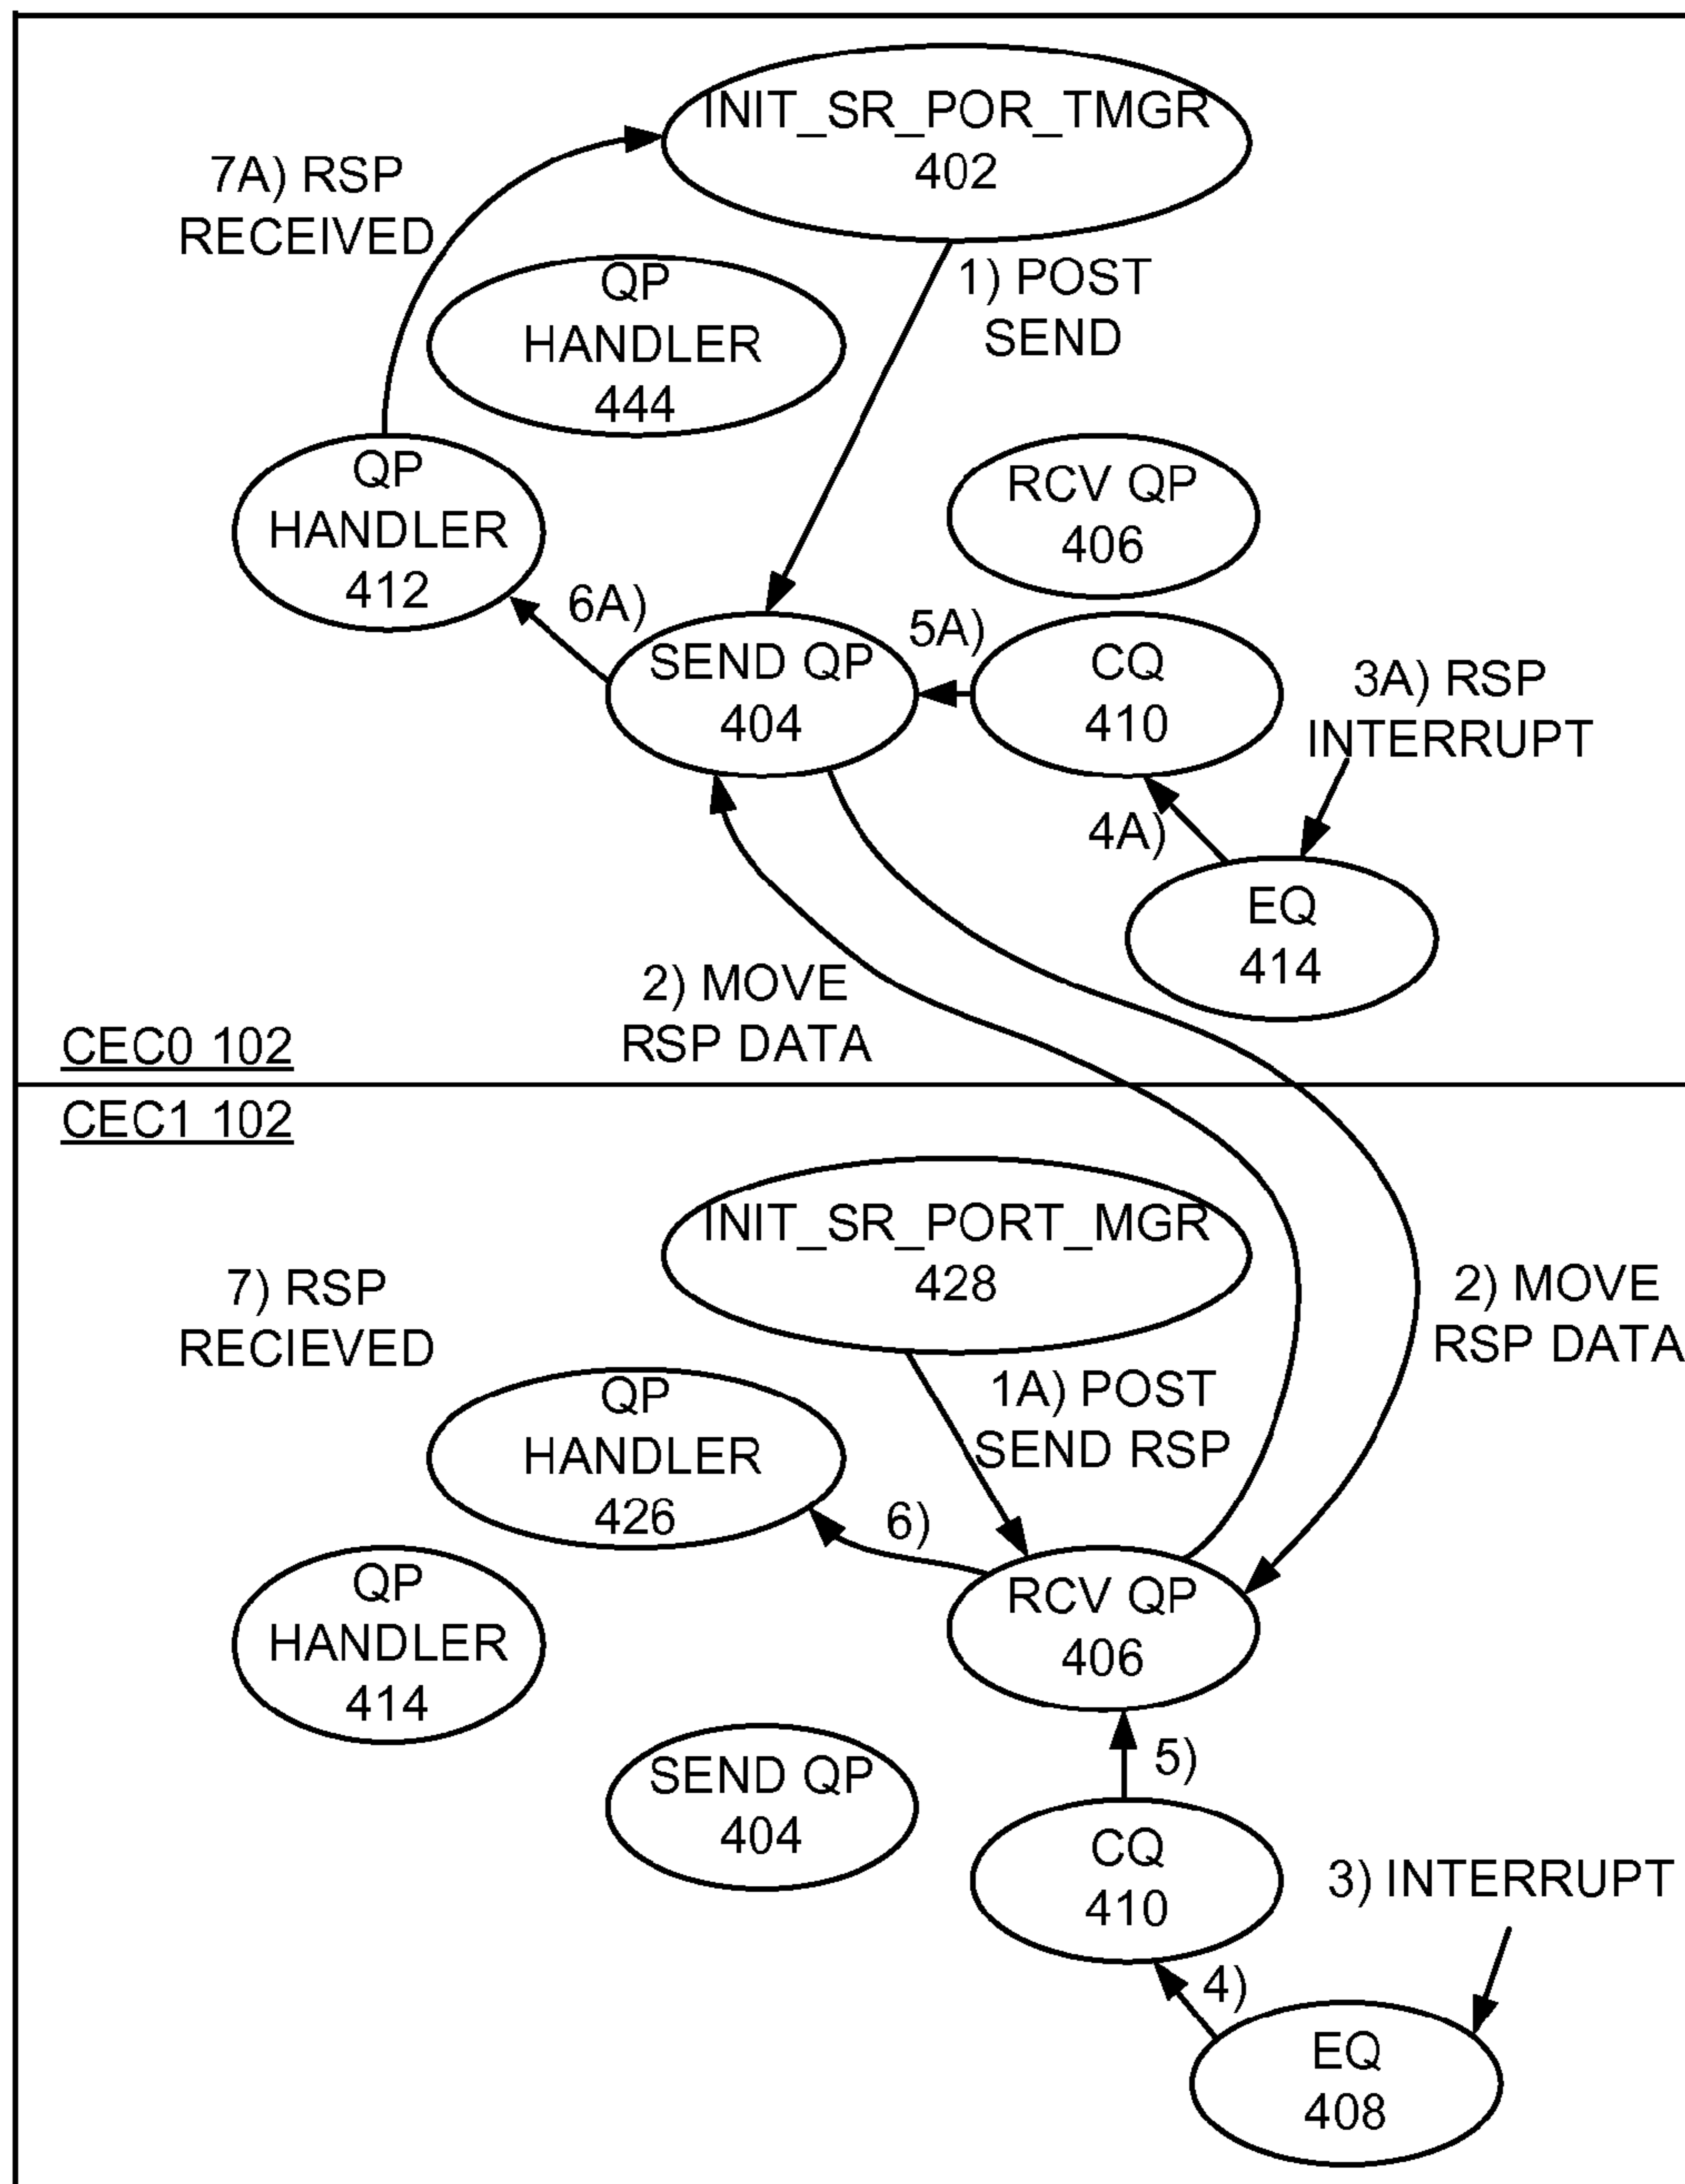 INIT_SR_POR_TMGR
402
7A) RSP
RECEIVED
1) POST
SEND
QP
HANDLER
444
QP
HANDLER
412
RCV QP
406
6A)
5A)
SEND QP
404
CQ
410
3A) RSP
INTERRUPT
4A)
EQ
414
2) MOVE
RSP DATA
CEC0 102
CEC1 102
INIT_SR_PORT_MGR
428
7) RSP
RECIEVED
2) MOVE
RSP DATA
1A) POST
SEND RSP
QP
HANDLER
426
6)
QP
HANDLER
414
RCV QP
406
5)
SEND QP
404
CQ
410
3) INTERRUPT
4)
EQ
408